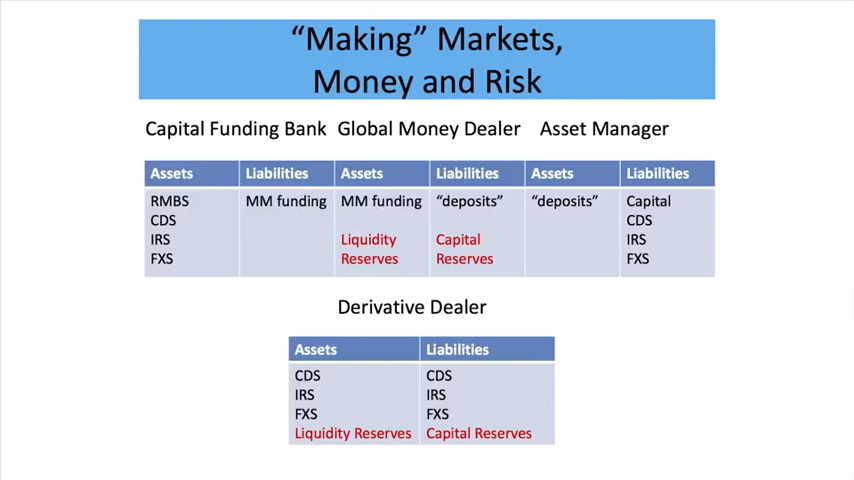 “Making” Markets,
Money and Risk
Capital Funding Bank Global Money Dealer Asset Manager
Assets Liabilities Assets Liabilities Assets Liabilities
RMBS MM funding MM funding “deposits” “deposits” Capital
CDS CDS
IRS Liquidity Capital IRS
FXS Reserves Reserves FXS
Derivative Dealer
Assets Liabilities
CDS CDS
IRS IRS
FXS FXS
Liquidity Reserves Capital Reserves